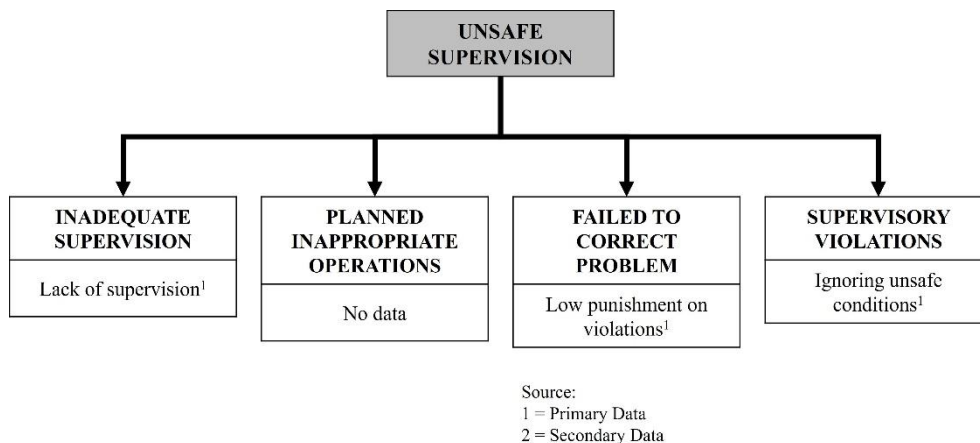 UNSAFE
SUPERVISION
INADEQUATE
SUPERVISION
Lack of supervision¹
PLANNED
INAPPROPRIATE
OPERATIONS
No data
FAILED TO
CORRECT
PROBLEM
Low punishment on
violations¹
SUPERVISORY
VIOLATIONS
Ignoring unsafe
conditions¹
Source:
1 = Primary Data
2 = Secondary Data